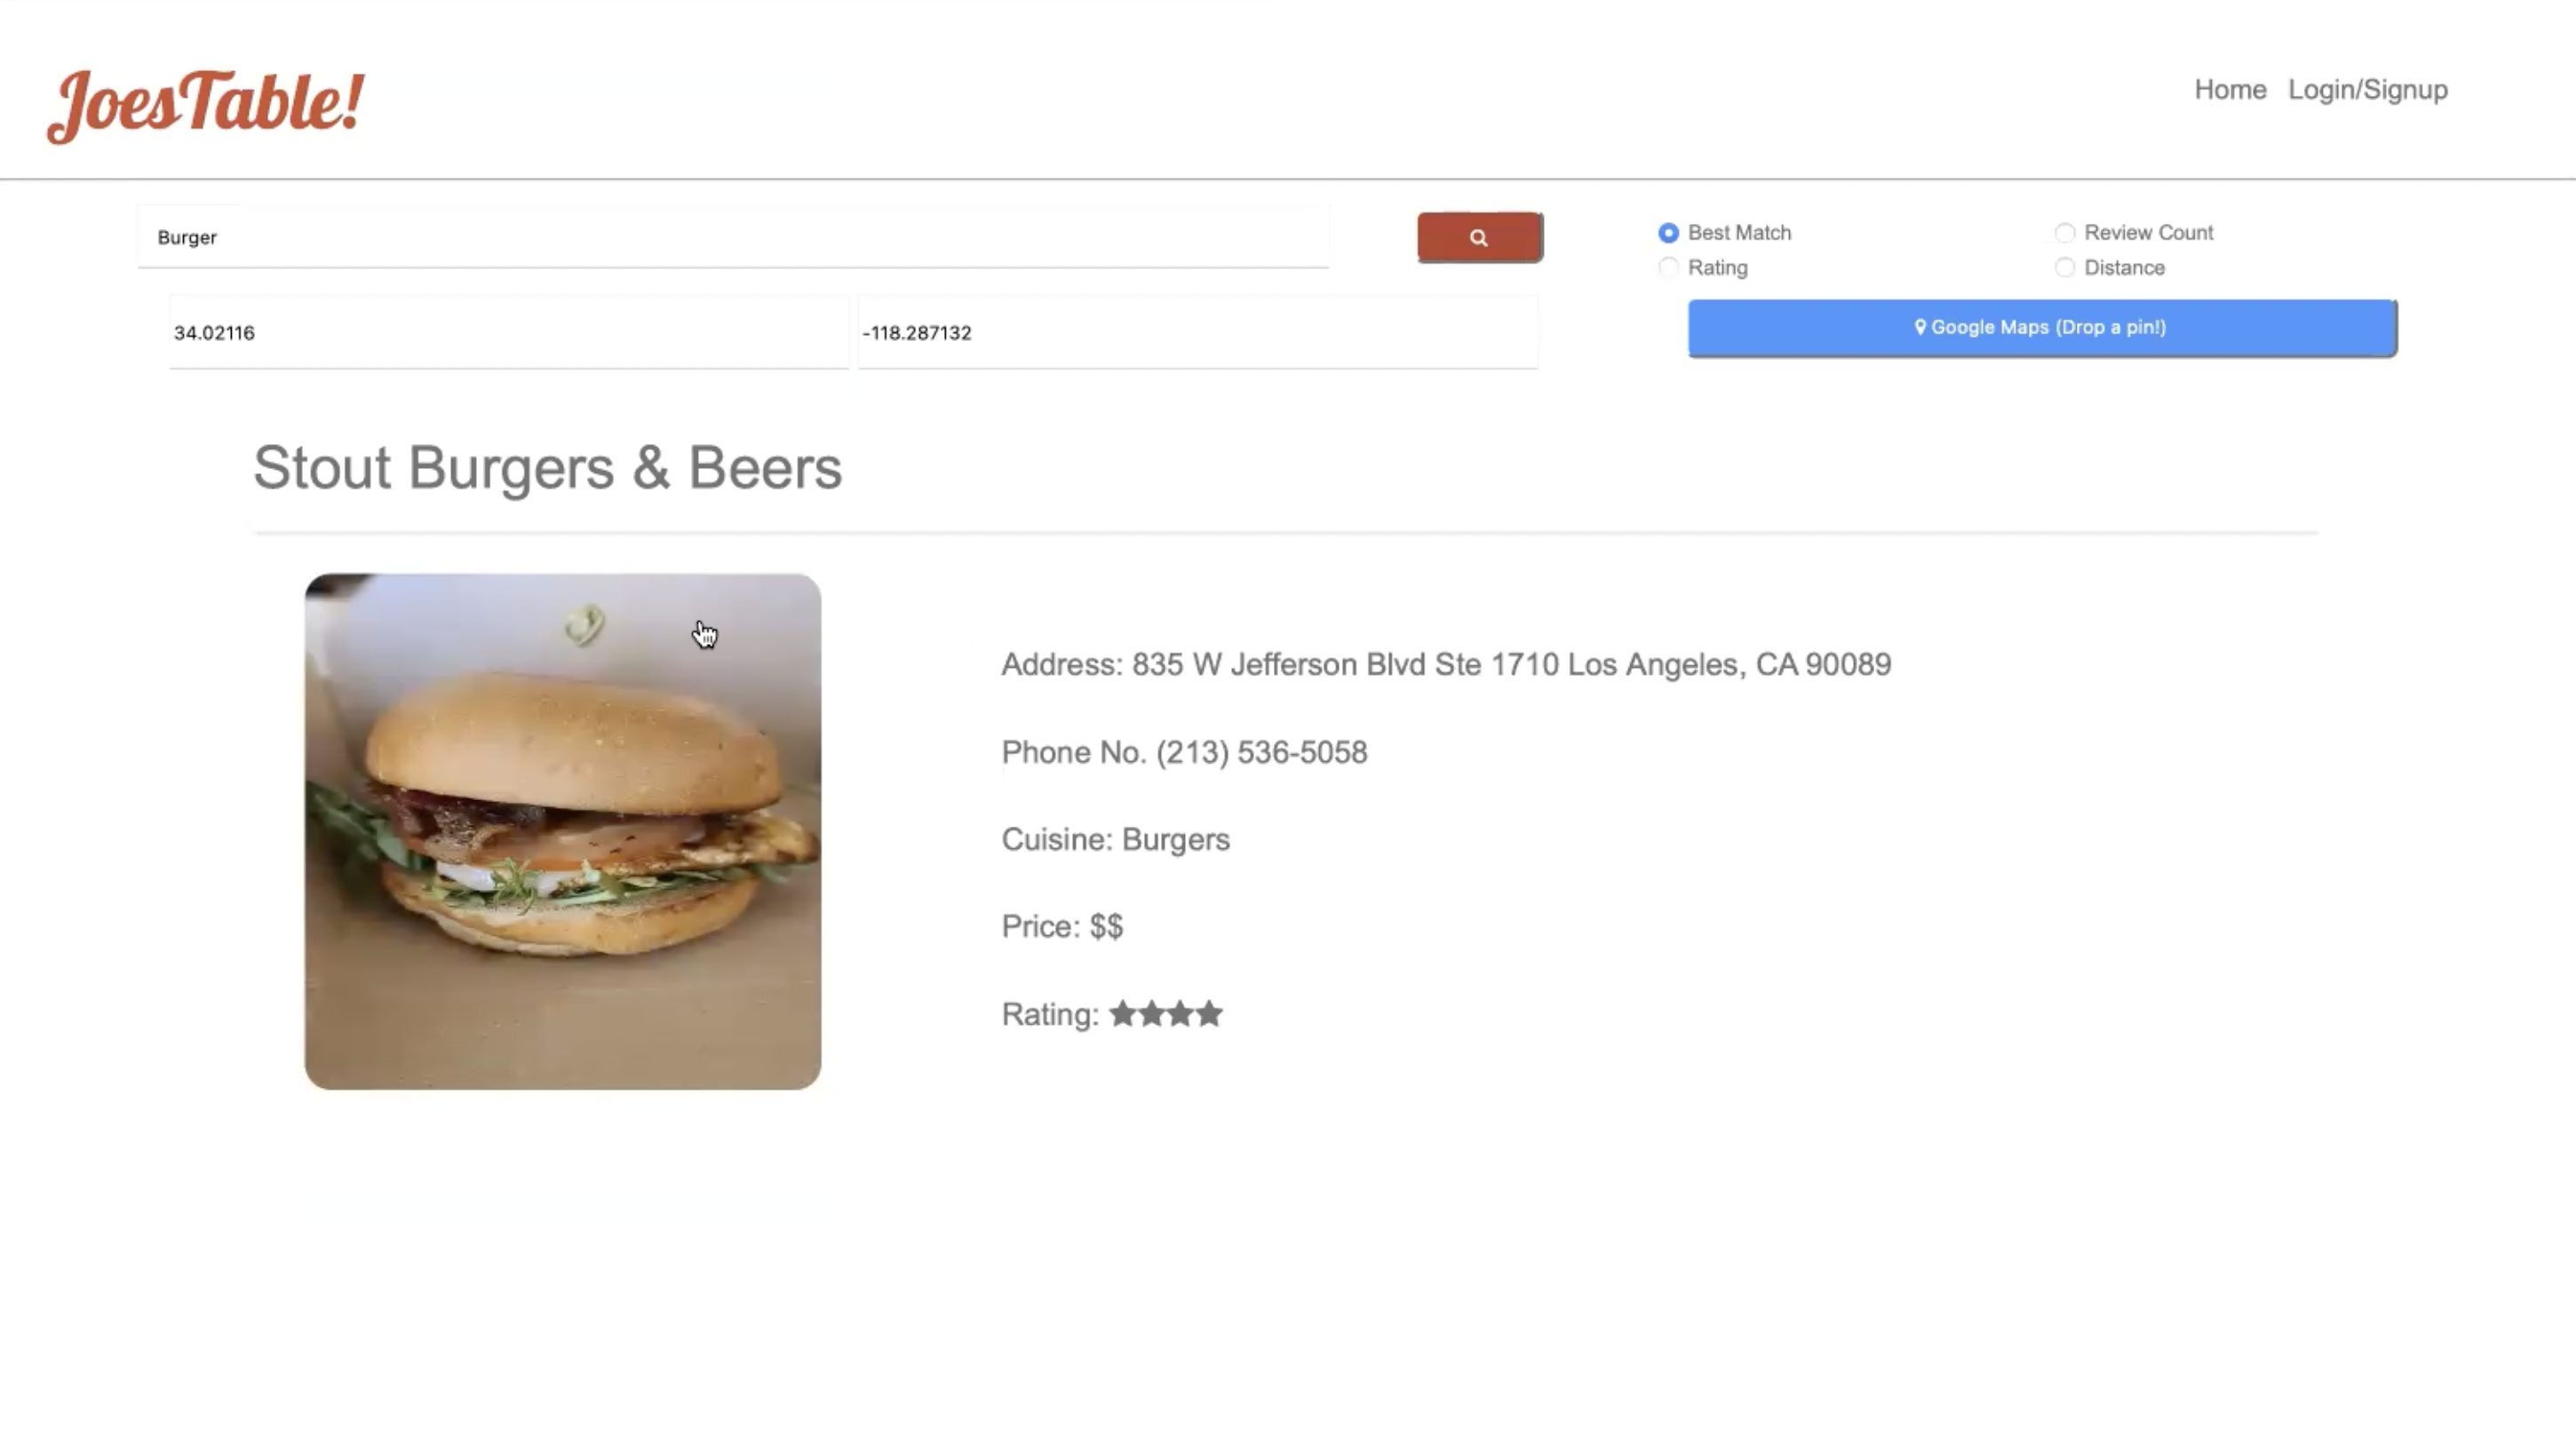 JoesTable!
Home Login/Signup
Burger
Best Match
Review Count
Rating
Distance
34.02116
-118.287132
Google Maps (Drop a pin!)
Stout Burgers & Beers
Address: 835 W Jefferson Blvd Ste 1710 Los Angeles, CA 90089
Phone No. (213) 536-5058
Cuisine: Burgers
Price: $$
Rating: ★★★★